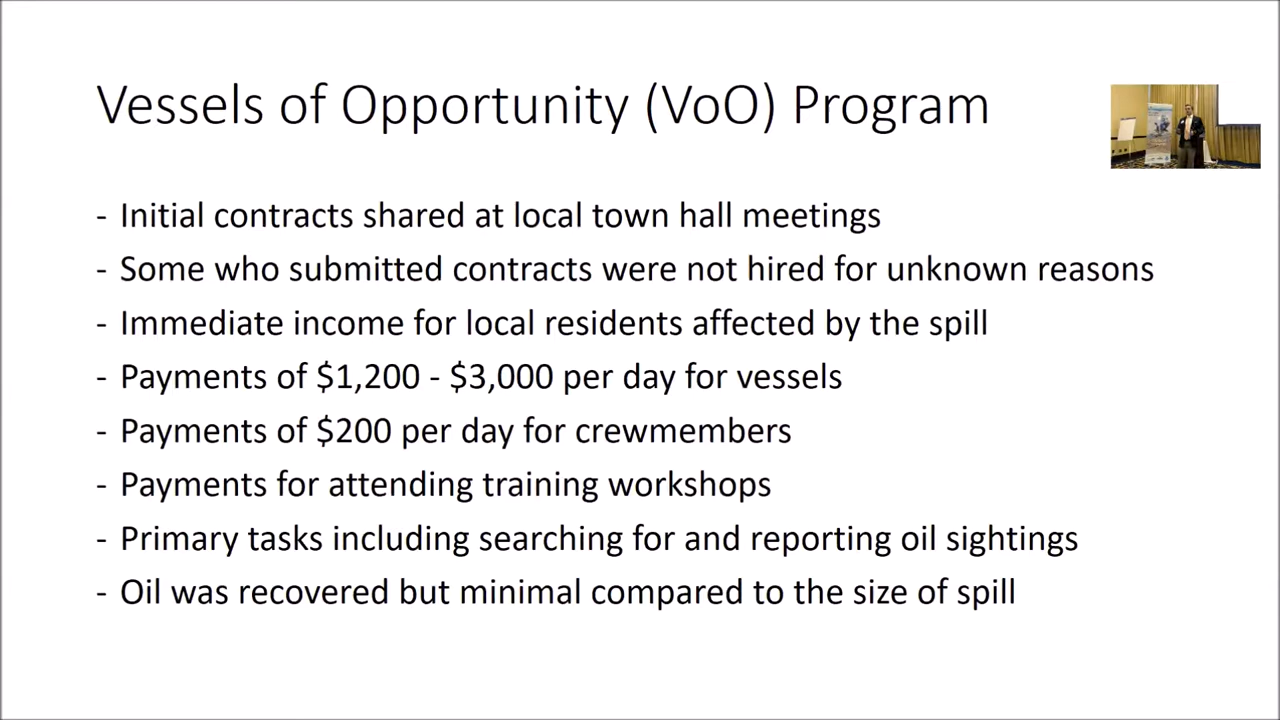 Vessels of Opportunity (VoO) Program
- Initial contracts shared at local town hall meetings
- Some who submitted contracts were not hired for unknown reasons
- Immediate income for local residents affected by the spill
- Payments of $1,200 - $3,000 per day for vessels
- Payments of $200 per day for crewmembers
- Payments for attending training workshops
- Primary tasks including searching for and reporting oil sightings
- Oil was recovered but minimal compared to the size of spill